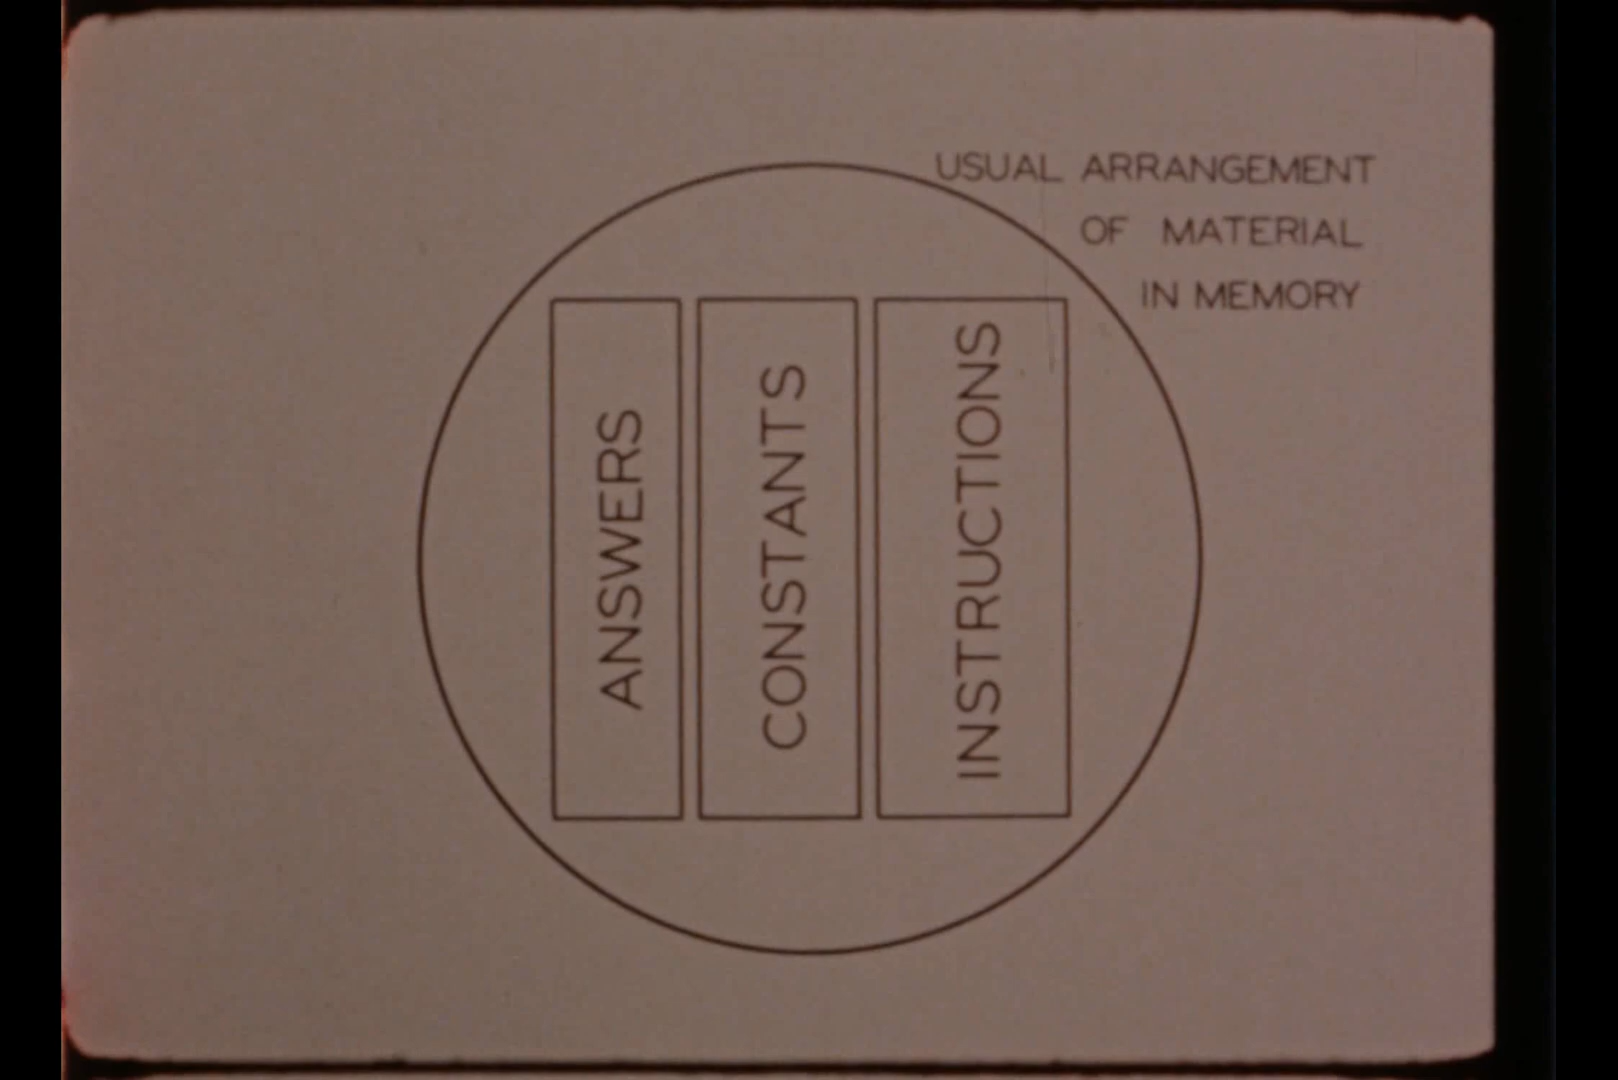 USUAL ARRANGEMENT
OF MATERIAL
IN MEMORY
ANSWERS
CONSTANTS
INSTRUCTIONS